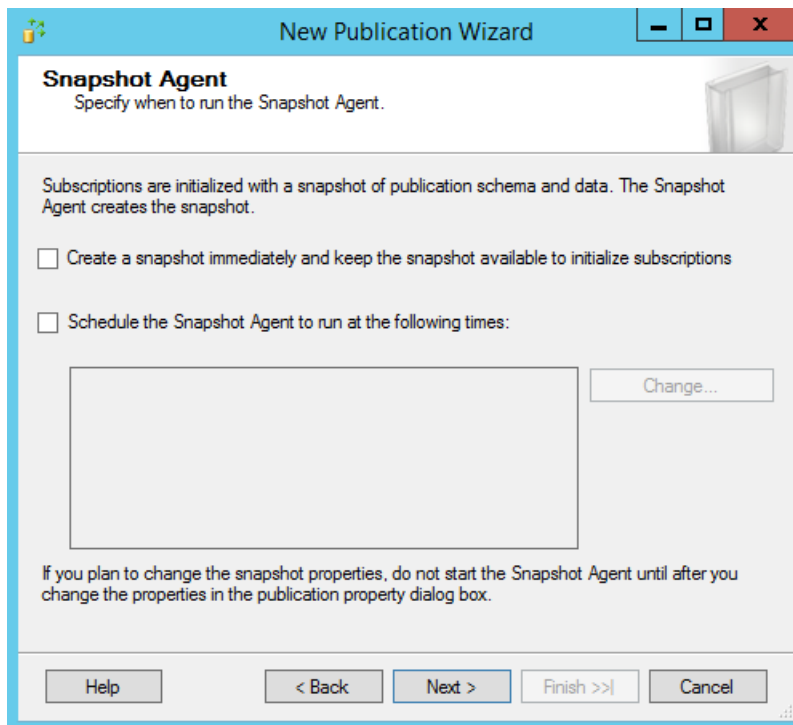 New Publication Wizard
Snapshot Agent
Specify when to run the Snapshot Agent.
Subscriptions are initialized with a snapshot of publication schema and data. The Snapshot
Agent creates the snapshot.
Create a snapshot immediately and keep the snapshot available to initialize subscriptions
Schedule the Snapshot Agent to run at the following times:
Change...
If you plan to change the snapshot properties, do not start the Snapshot Agent until after you
change the properties in the publication property dialog box.
Help
< Back
Next >
Finish >>|
Cancel